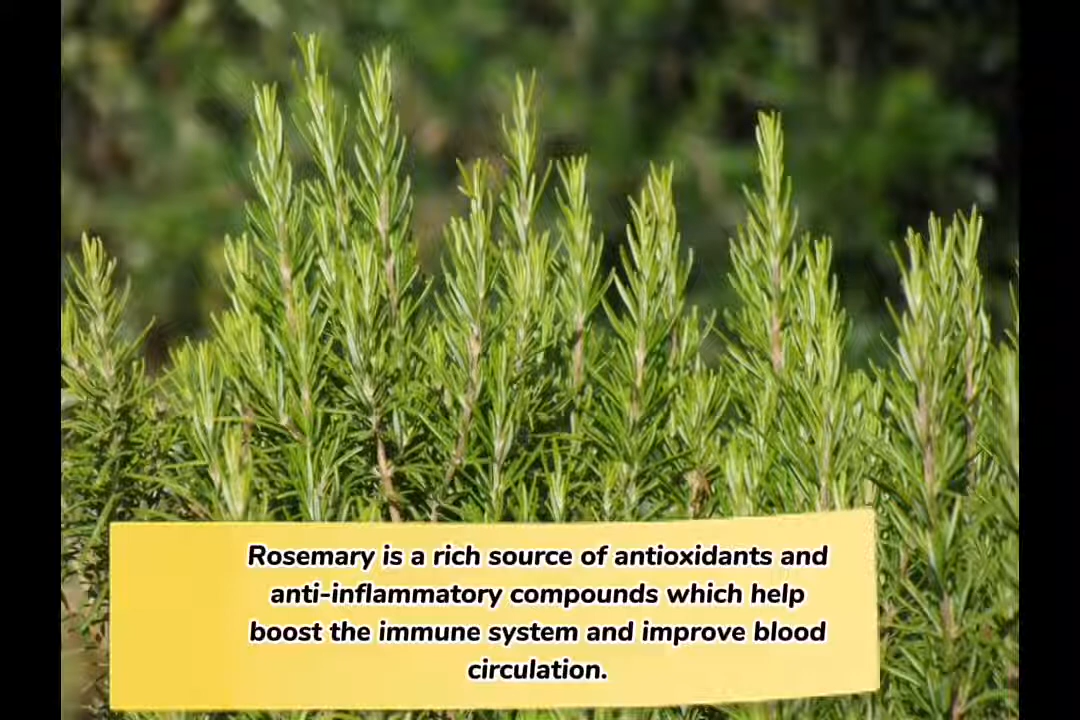 Rosemary is a rich source of antioxidants and
anti-inflammatory compounds which help
boost the immune system and improve blood
circulation.